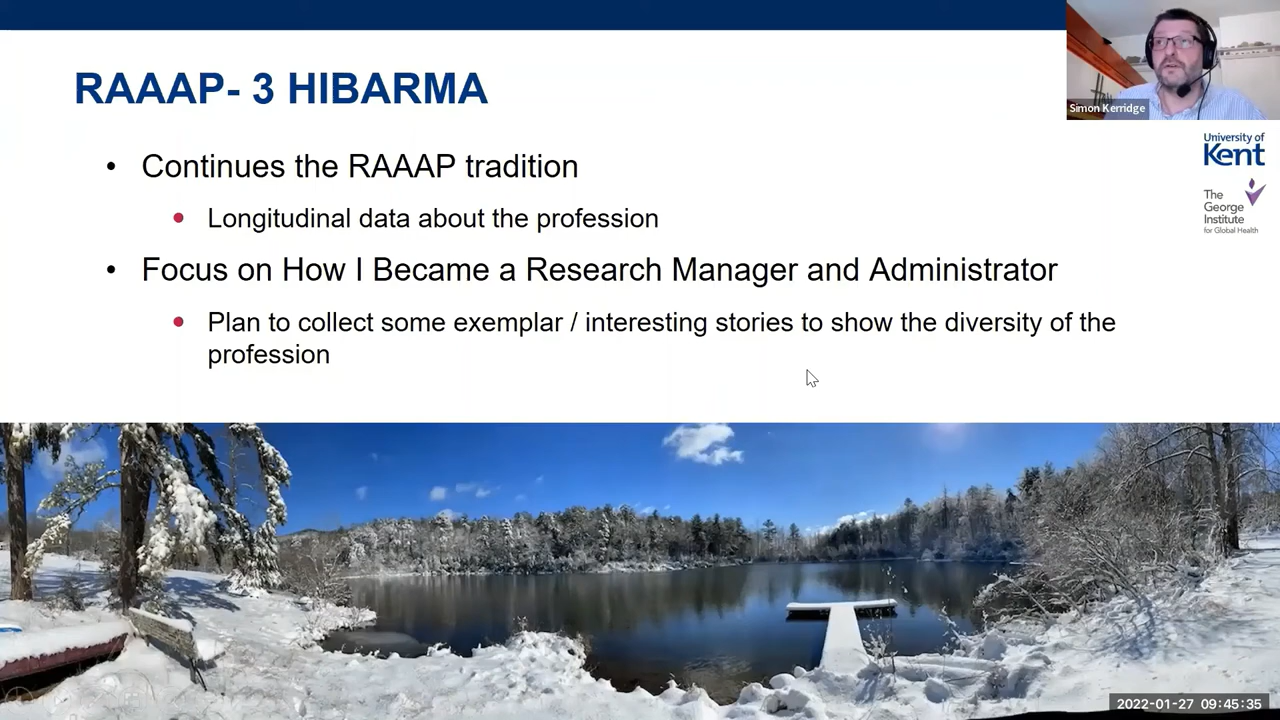 RAAAP- 3 HIBARMA
Simon Kerridge
University of
Kent
The
George
Institute
for Global Health
• Continues the RAAAP tradition
• Longitudinal data about the profession
• Focus on How I Became a Research Manager and Administrator
• Plan to collect some exemplar / interesting stories to show the diversity of the
profession
2022-01-27 09:45:35